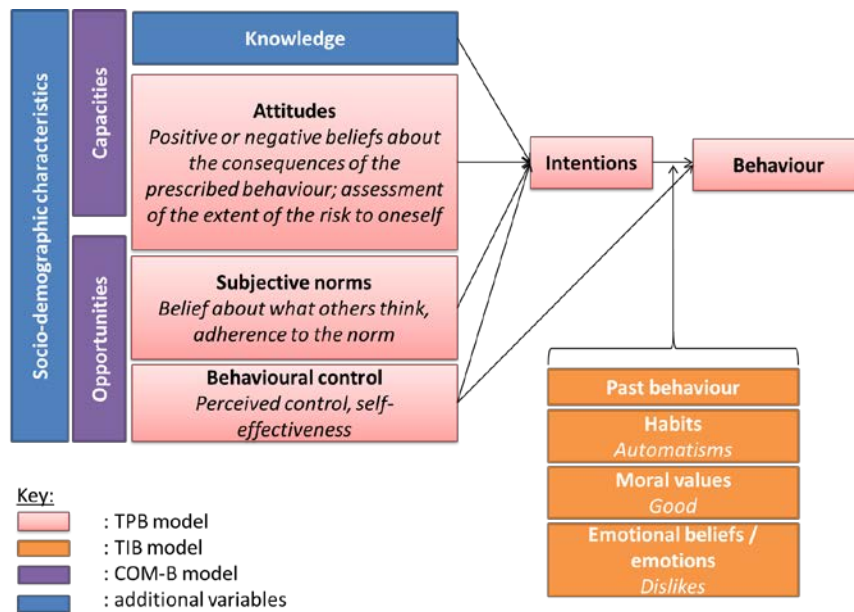 Socio-demographic characteristics
Capacities
Opportunities
Knowledge
Attitudes
Positive or negative beliefs about
the consequences of the
prescribed behaviour; assessment
of the extent of the risk to oneself
Subjective norms
Belief about what others think,
adherence to the norm
Behavioural control
Perceived control, self-
effectiveness
Intentions
Behaviour
Past behaviour
Habits
Automatisms
Moral values
Good
Emotional beliefs /
emotions
Dislikes
Key:
: TPB model
: TIB model
: COM-B model
: additional variables